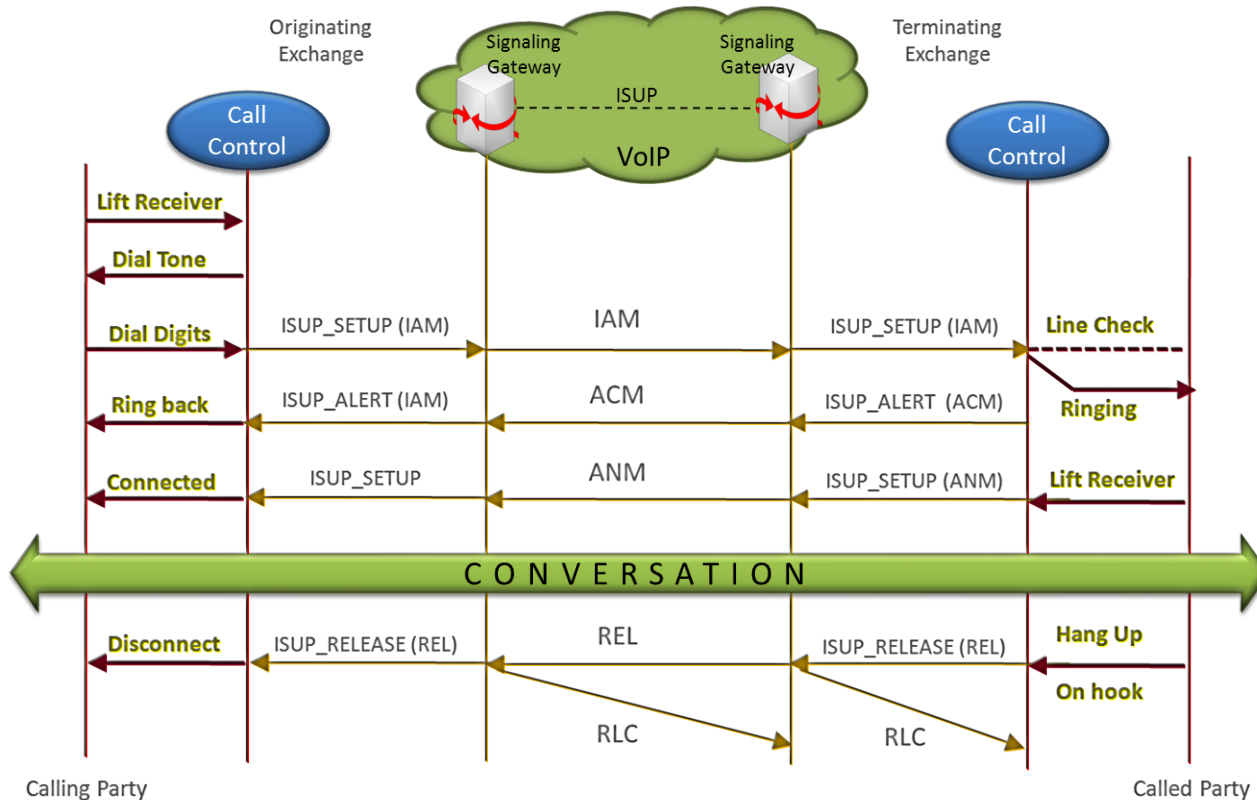 Originating
Exchange
Signaling
Gateway
Signaling
Gateway
Terminating
Exchange
ISUP
VoIP
Call
Control
Call
Control
Lift Receiver
Dial Tone
Dial Digits
ISUP_SETUP (IAM)
IAM
ISUP_SETUP (IAM)
Line Check
Ring back
ISUP_ALERT (IAM)
ACM
ISUP_ALERT (ACM)
Ringing
Connected
ISUP_SETUP
ANM
ISUP_SETUP (ANM)
Lift Receiver
CONVERSATION
Disconnect
ISUP_RELEASE (REL)
REL
ISUP_RELEASE (REL)
Hang Up
On hook
RLC
RLC
Calling Party
Called Party